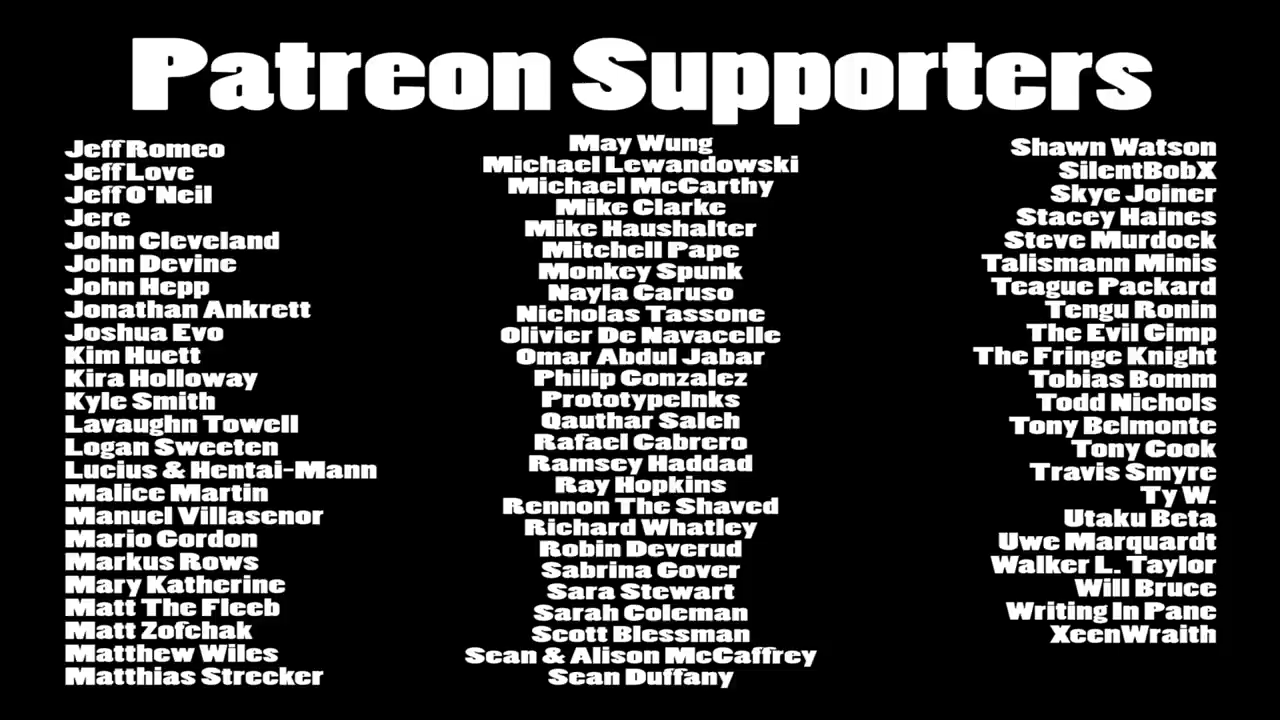 Patreon Supporters
Jeff Romeo
Jeff Love
Jeff O'Neil
Jere
John Cleveland
John Devine
John Hepp
Jonathan Ankrett
Joshua Evo
Kim Huett
Kira Holloway
Kyle Smith
Lavaughn Towell
Logan Sweeten
Lucius & Hentai-Mann
Malice Martin
Manuel Villasenor
Mario Gordon
Markus Rows
Mary Katherine
Matt The Fleeb
Matt Zofchak
Matthew Wiles
Matthias Strecker
May Wung
Michael Lewandowski
Michael McCarthy
Mike Clarke
Mike Haushalter
Mitchell Pape
Monkey Spunk
Nayla Caruso
Nicholas Tassone
Olivier De Navacelle
Omar Abdul Jabar
Philip Gonzalez
PrototypeInks
Qauthar Saleh
Rafael Cabrero
Ramsey Haddad
Ray Hopkins
Rennon The Shaved
Richard Whatley
Robin Deverud
Sabrina Gover
Sara Stewart
Sarah Coleman
Scott Blessman
Sean & Alison McCaffrey
Sean Duffany
Shawn Watson
SilentBobX
Skye Joiner
Stacey Haines
Steve Murdock
Talismann Minis
Teague Packard
Tengu Ronin
The Evil Gimp
The Fringe Knight
Tobias Bomm
Todd Nichols
Tony Belmonte
Tony Cook
Travis Smyre
Ty W.
Utaku Beta
Uwe Marquardt
Walker L. Taylor
Will Bruce
Writing In Pane
XeenWraith